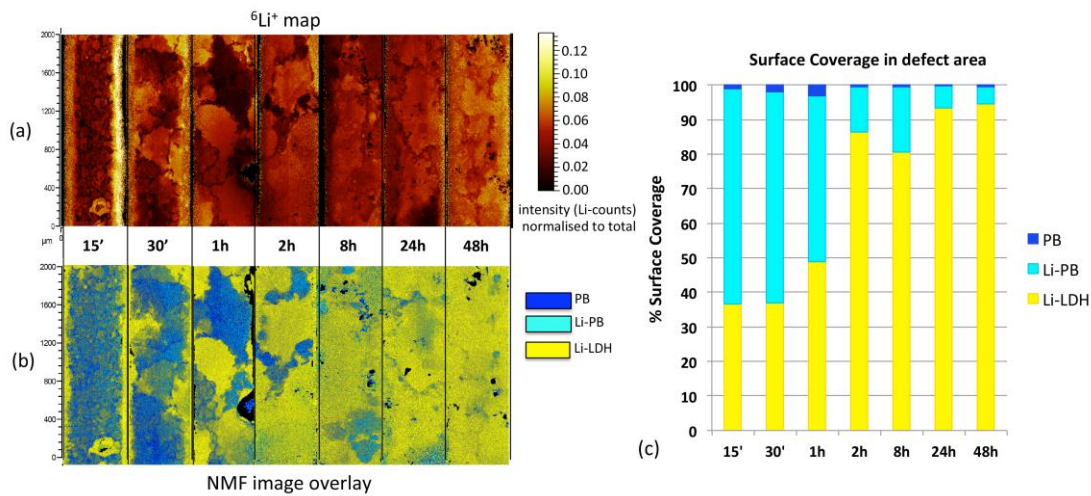 ⁶Li⁺ map
(a)
2000
1600
1200
800
400
0
µm
0.12
0.10
0.08
0.06
0.04
0.02
0.00
intensity (Li-counts)
normalised to total
15’ 30’ 1h 2h 8h 24h 48h
(b)
2000
1600
1200
800
400
0
PB
Li-PB
Li-LDH
NMF image overlay
Surface Coverage in defect area
% Surface Coverage
100
90
80
70
60
50
40
30
20
10
0
15' 30' 1h 2h 8h 24h 48h
PB
Li-PB
Li-LDH
(c)